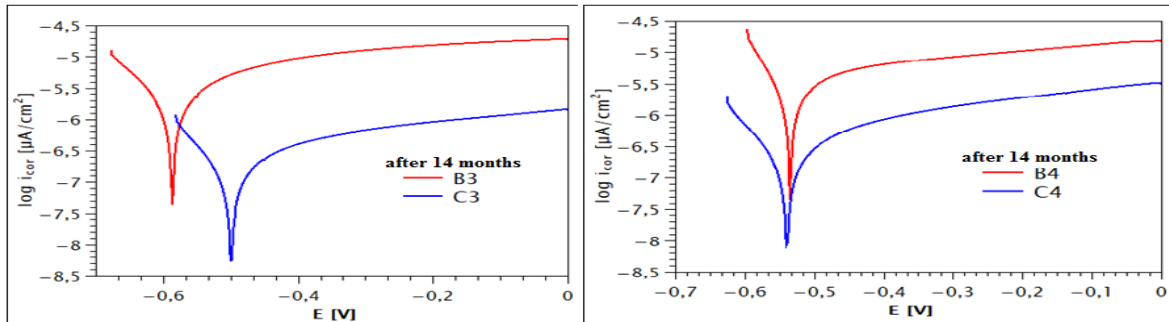 −4,5
−5
−5,5
−6
−6,5
−7
−7,5
−8
−8,5
log i_cor [µA/cm²]
after 14 months
B3
C3
−0,6 −0,4 −0,2 0
E [V]
−4,5
−5
−5,5
−6
−6,5
−7
−7,5
−8
−8,5
log i_cor [µA/cm²]
after 14 months
B4
C4
−0,7 −0,6 −0,5 −0,4 −0,3 −0,2 −0,1 0
E [V]